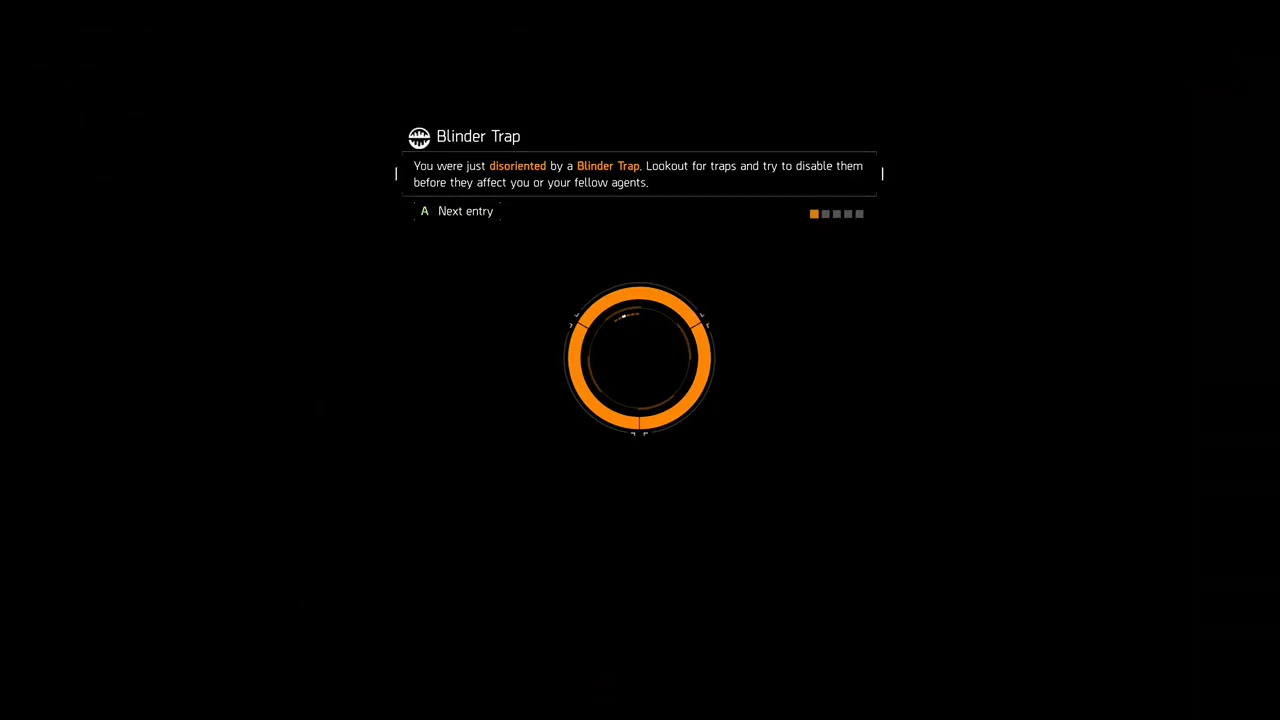 Blinder Trap
You were just disoriented by a Blinder Trap. Lookout for traps and try to disable them
before they affect you or your fellow agents.
A Next entry